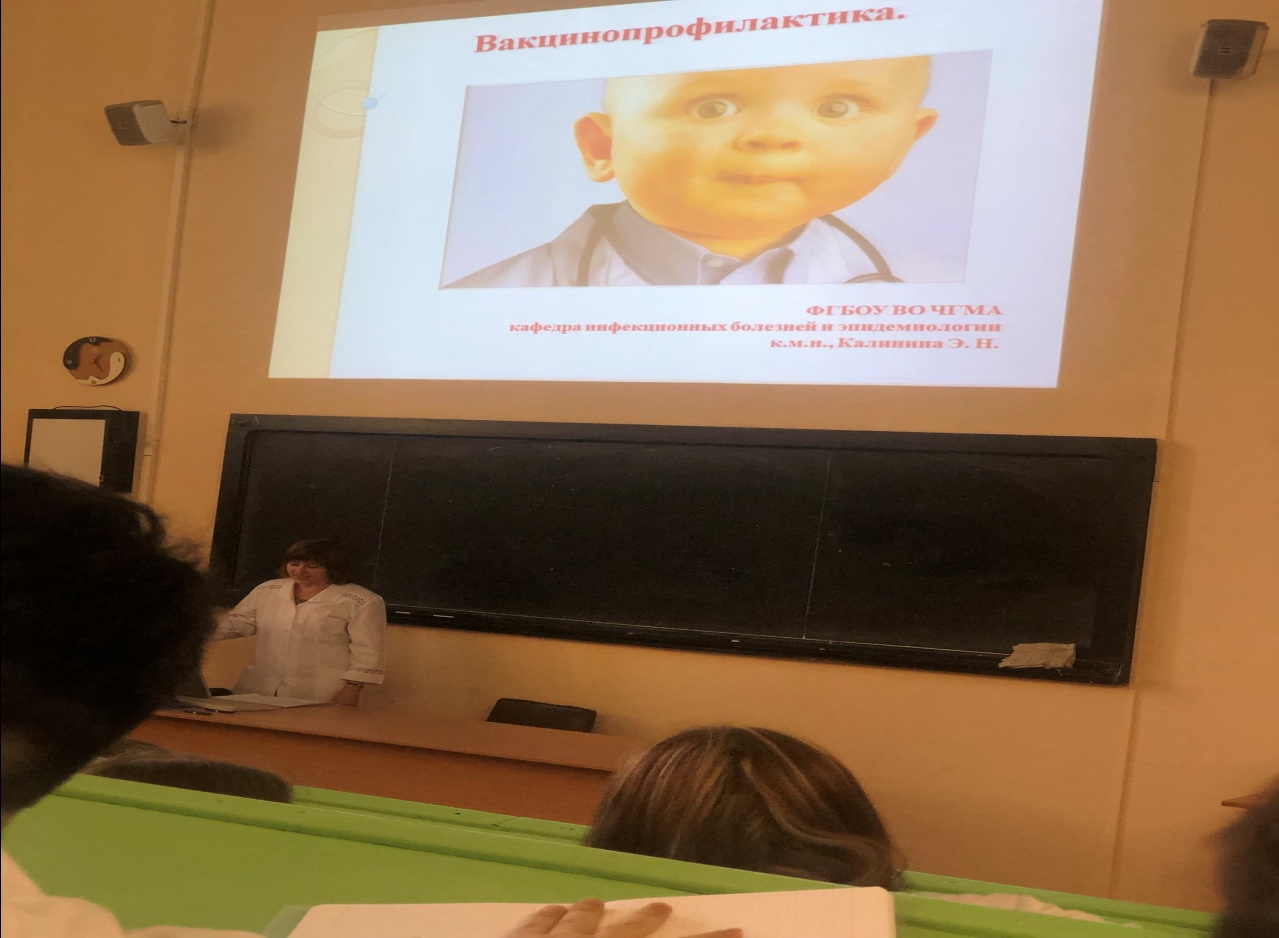 Вакцинопрофилактика.
ФГБОУ ВО ЧГМА
кафедра инфекционных болезней и эпидемиологии
к.м.н., Калинина Э. Н.